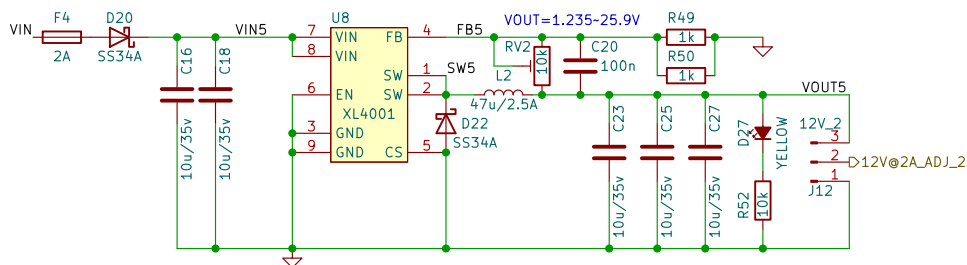 VIN
F4
2A
D20
SS34A
C16
10u/35v
C18
10u/35v
VIN5
U8
7
VIN
8
VIN
6
EN
3
GND
9
GND
XL4001
FB
4
SW
1
SW
2
CS
5
FB5
SW5
D22
SS34A
L2
47u/2.5A
VOUT=1.235~25.9V
RV2
10k
C20
100n
R49
1k
R50
1k
C23
10u/35v
C25
10u/35v
C27
10u/35v
D27
YELLOW
R52
10k
VOUT5
12V_2
3
2
1
J12
12V@2A_ADJ_2